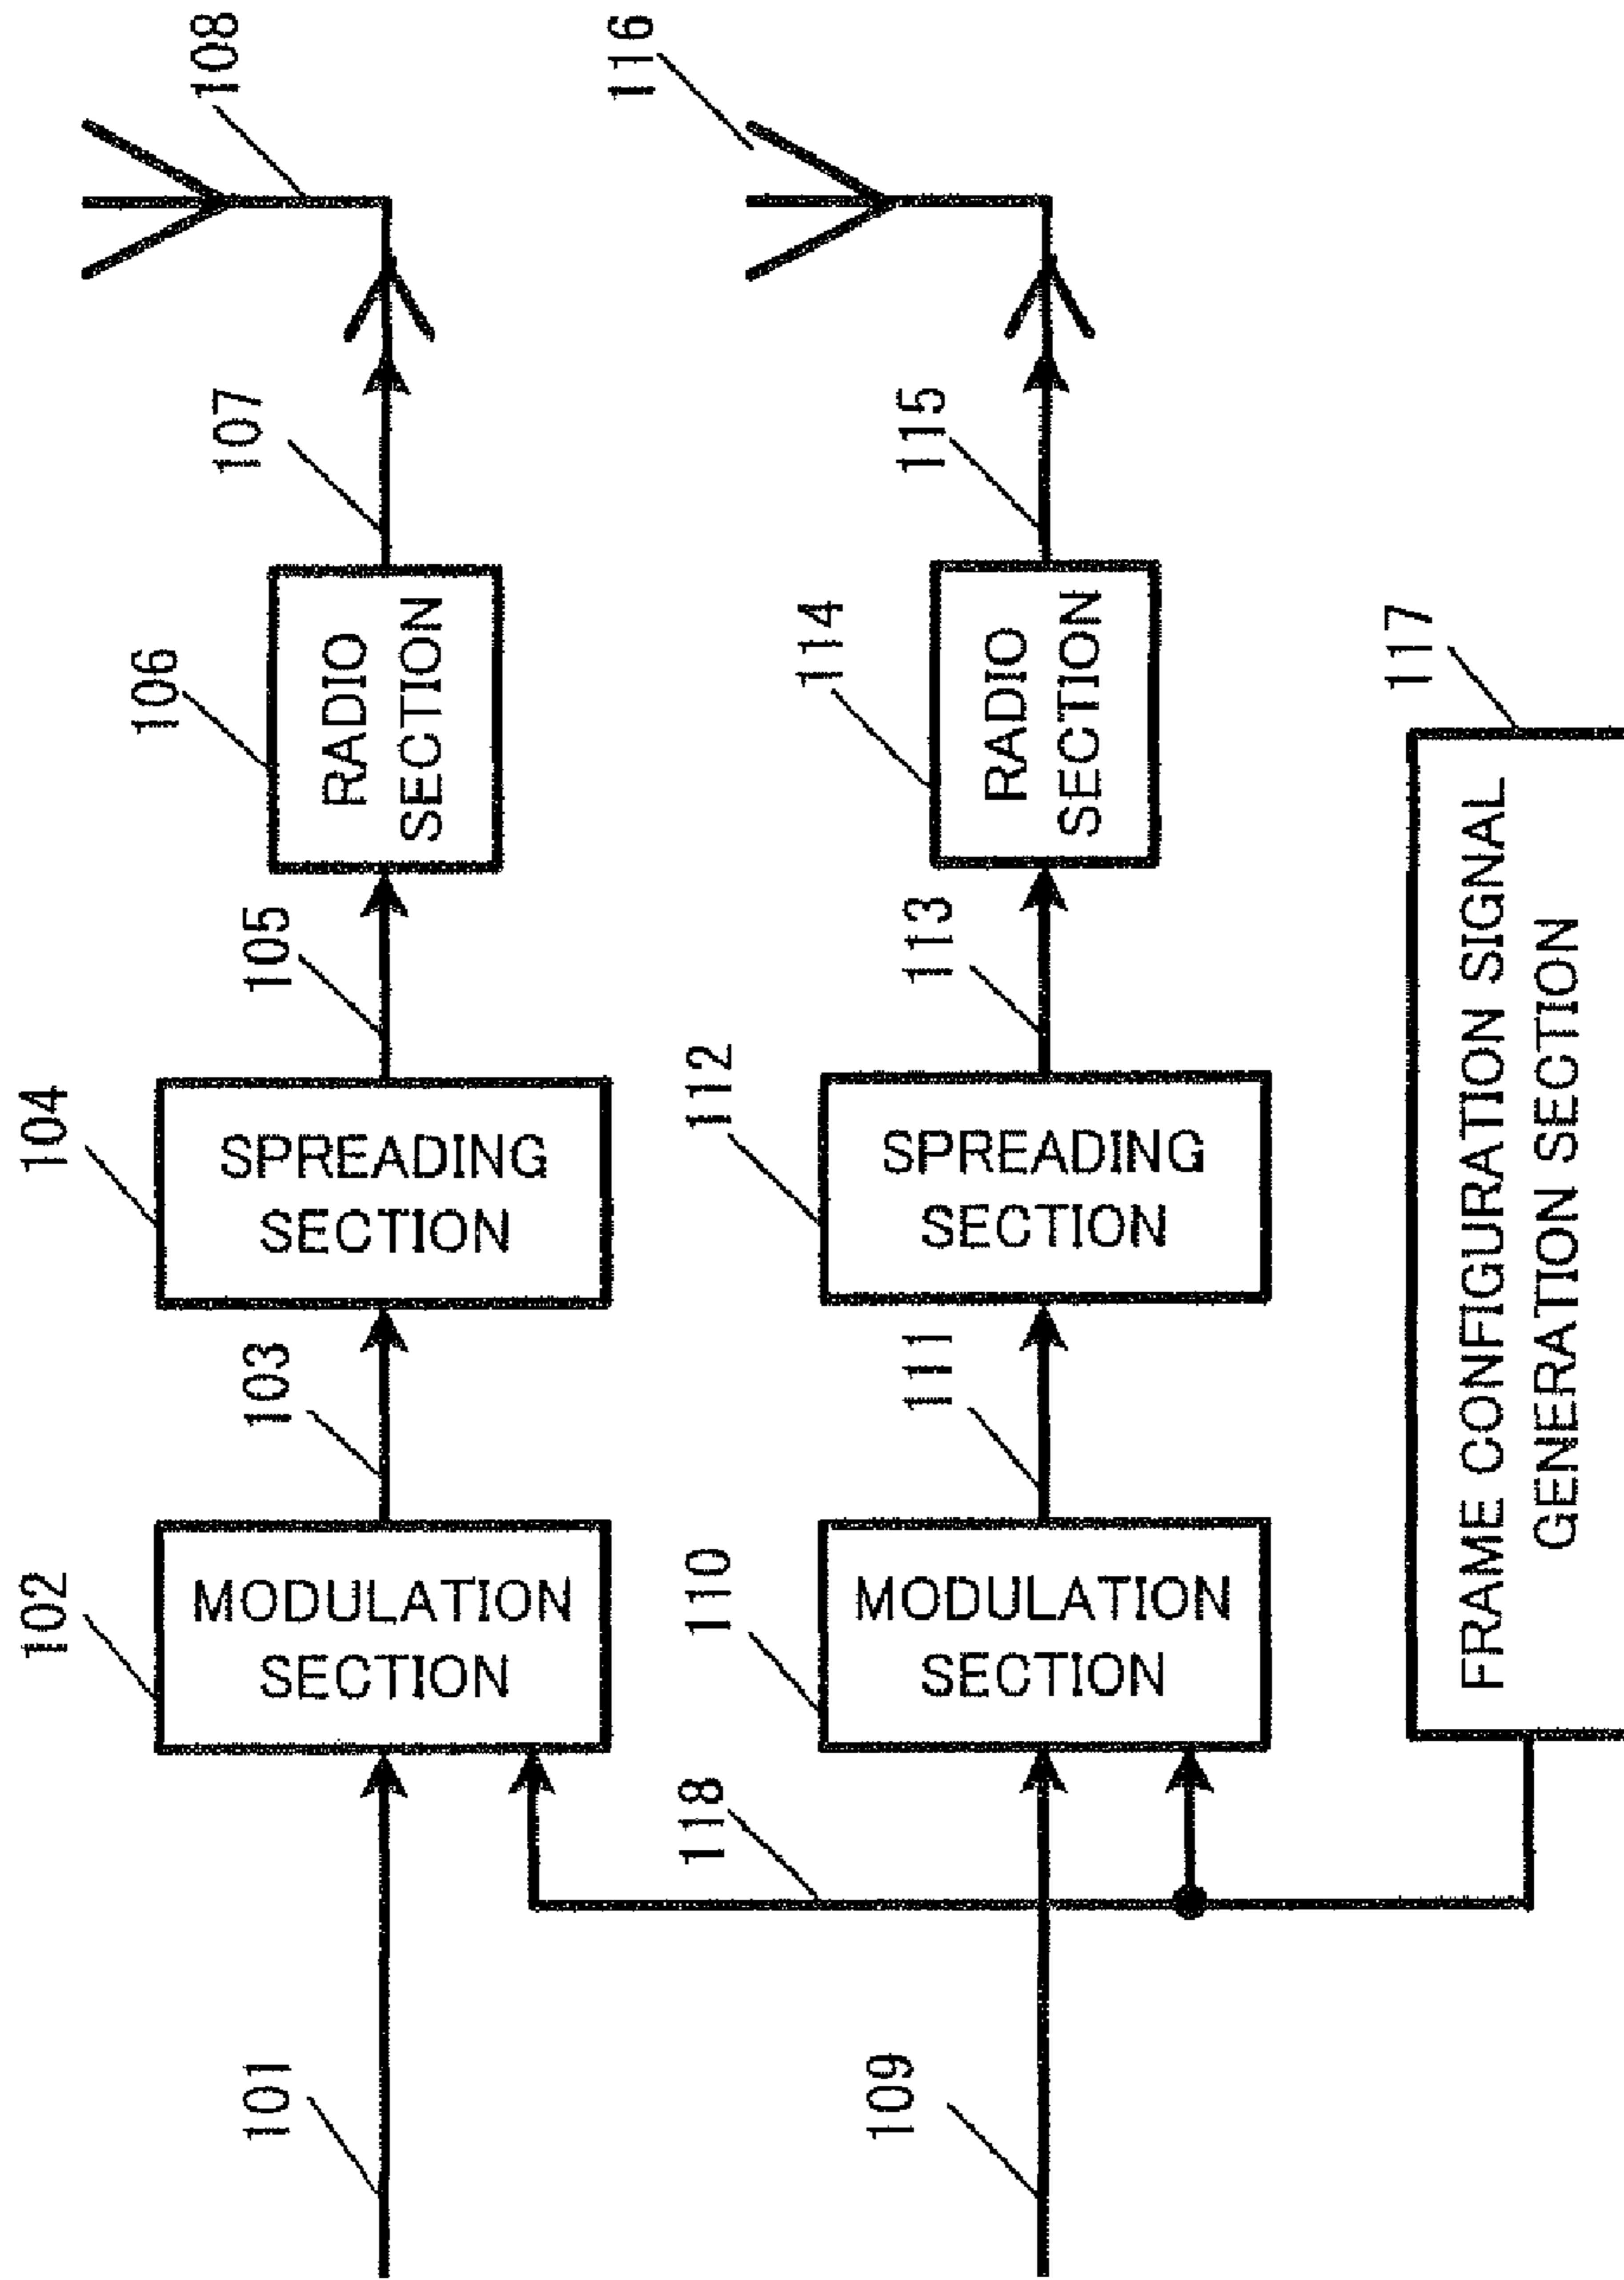 101
102
MODULATION
SECTION
103
104
SPREADING
SECTION
105
106
RADIO
SECTION
107
108
109
118
110
MODULATION
SECTION
111
112
SPREADING
SECTION
113
114
RADIO
SECTION
115
116
117
FRAME CONFIGURATION SIGNAL
GENERATION SECTION